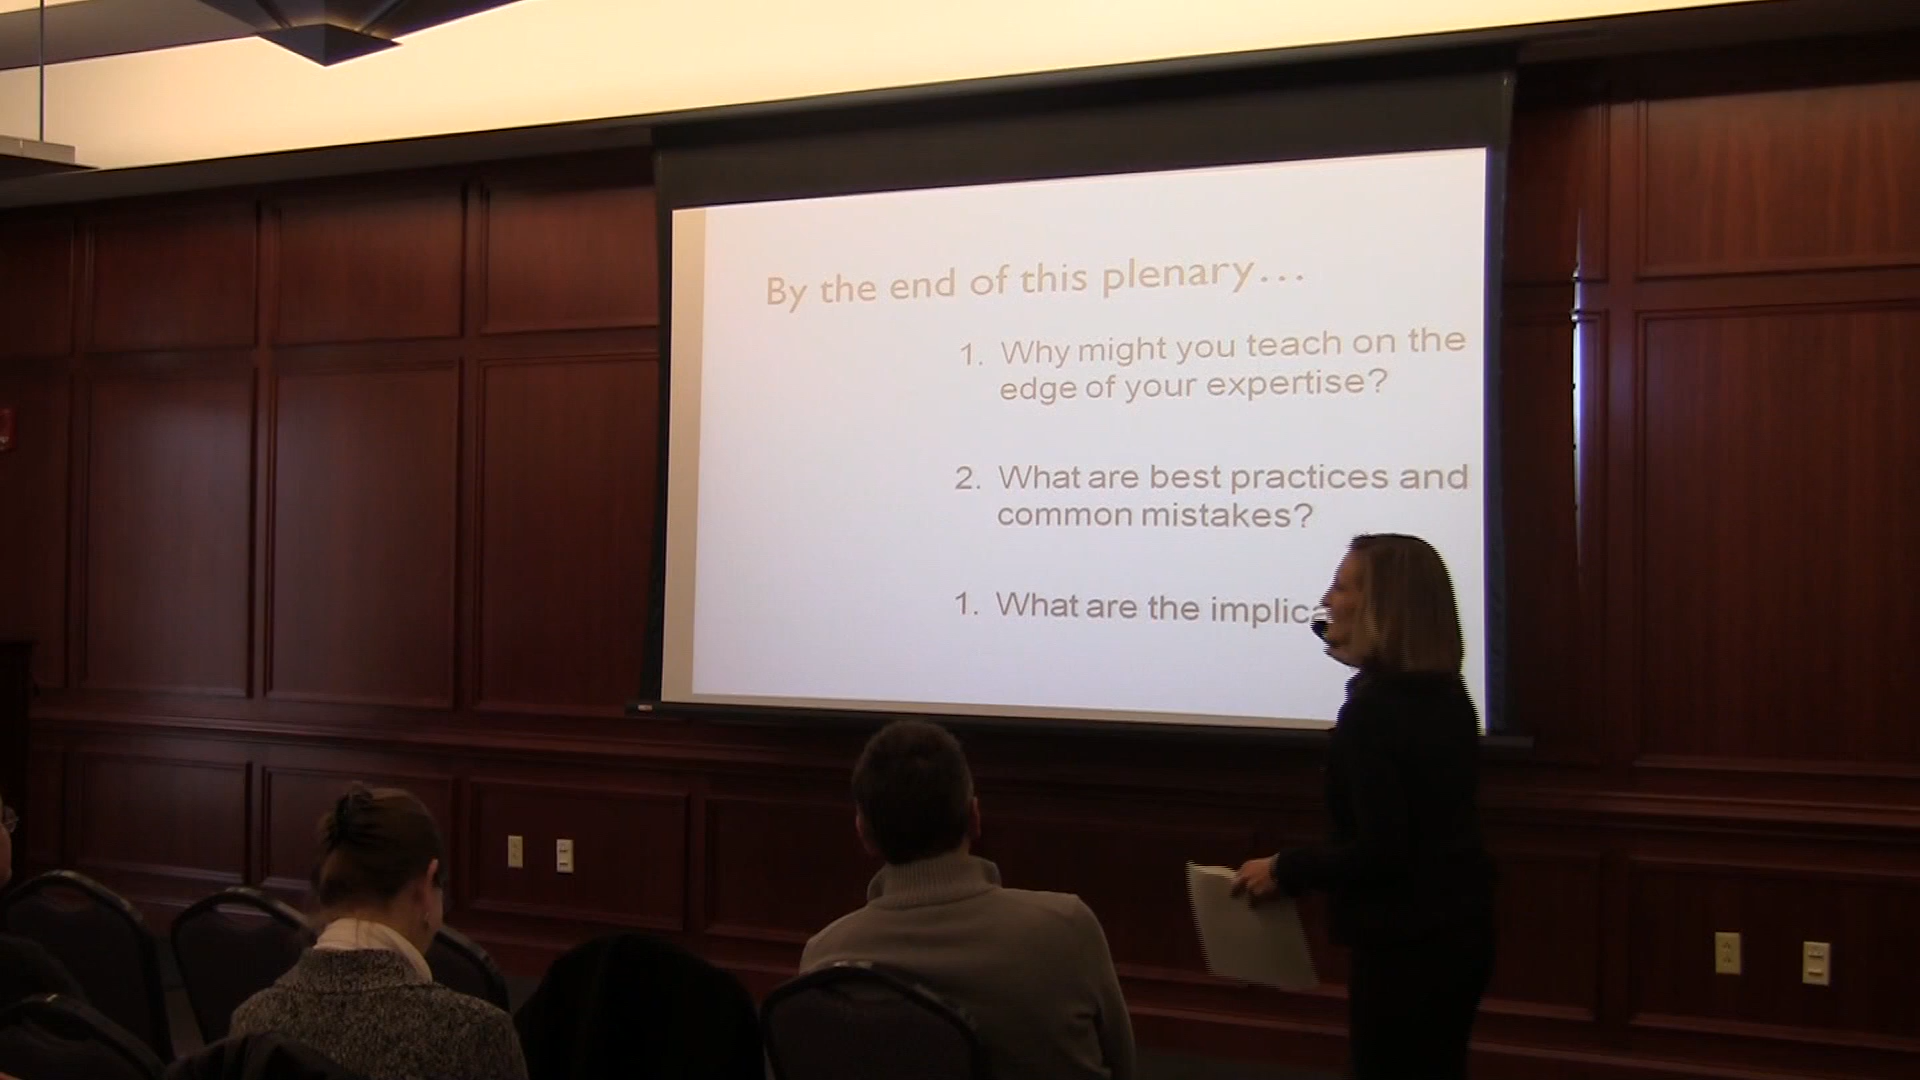 By the end of this plenary...
1. Why might you teach on the
edge of your expertise?
2. What are best practices and
common mistakes?
1. What are the